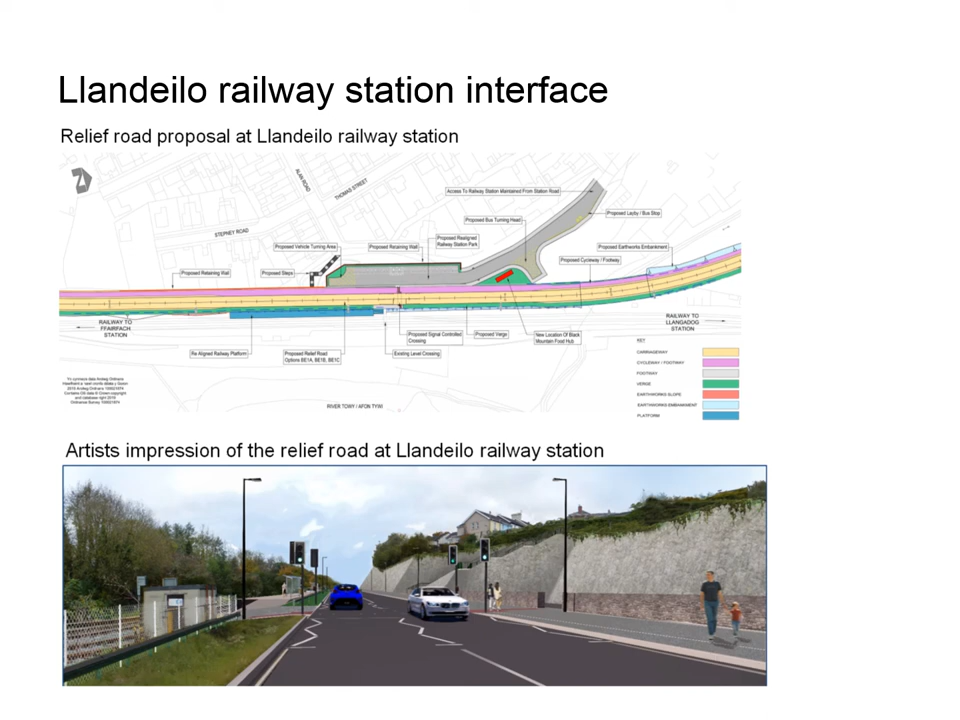 Llandeilo railway station interface
Relief road proposal at Llandeilo railway station
ALAN ROAD
THOMAS STREET
STEPNEY ROAD
Access To Railway Station Maintained From Station Road
Proposed Layby / Bus Stop
Proposed Bus Turning Head
Proposed Realigned
Railway Station Park
Proposed Vehicle Turning Area
Proposed Retaining Wall
Proposed Earthworks Embankment
Proposed Cycleway / Footway
Proposed Retaining Wall
Proposed Steps
RAILWAY TO
FFAIRFACH
STATION
RAILWAY TO
LLANGADOG
STATION
Re Aligned Railway Platform
Proposed Relief Road
Options BE1A, BE1B, BE1C
Existing Level Crossing
Proposed Signal Controlled
Crossing
Proposed Verge
New Location Of Black
Mountain Food Hub
KEY
CARRIAGEWAY
CYCLEWAY / FOOTWAY
FOOTWAY
VERGE
EARTHWORKS SLOPE
EARTHWORKS EMBANKMENT
PLATFORM
RIVER TOWY / AFON TYWI
Artists impression of the relief road at Llandeilo railway station